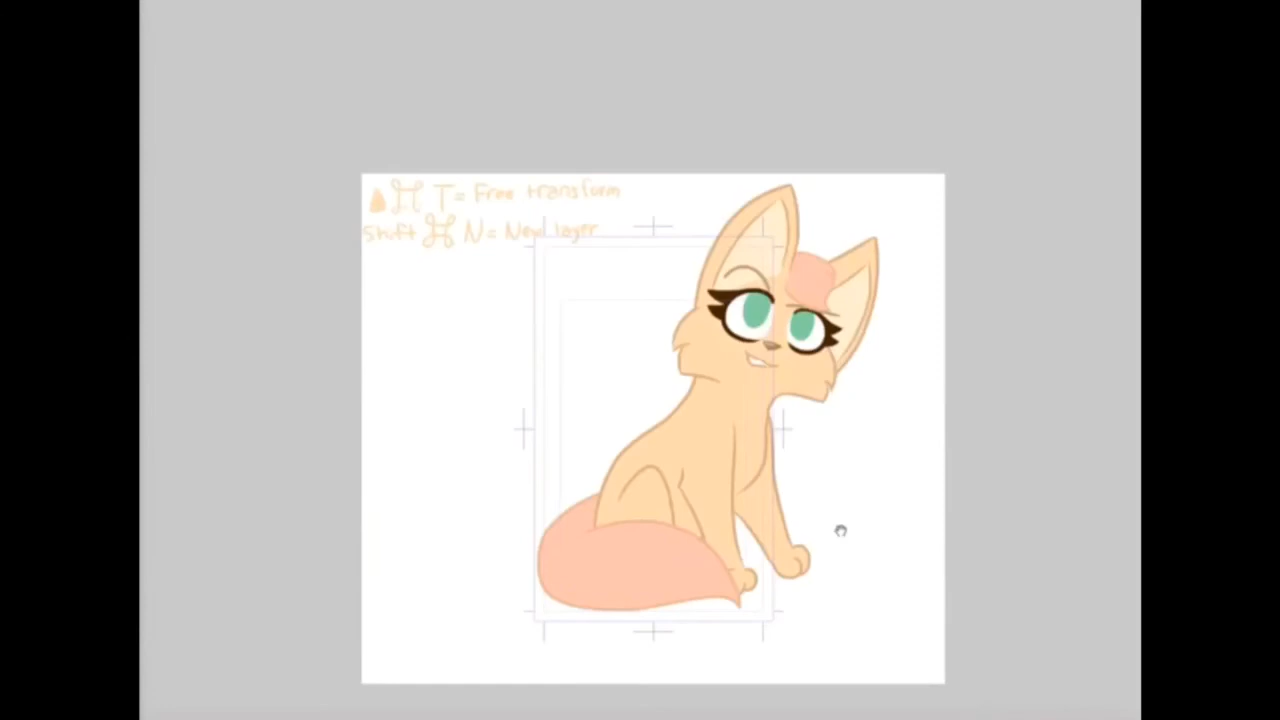 ▲⌘ T= Free transform
Shift ⌘ N= New layer